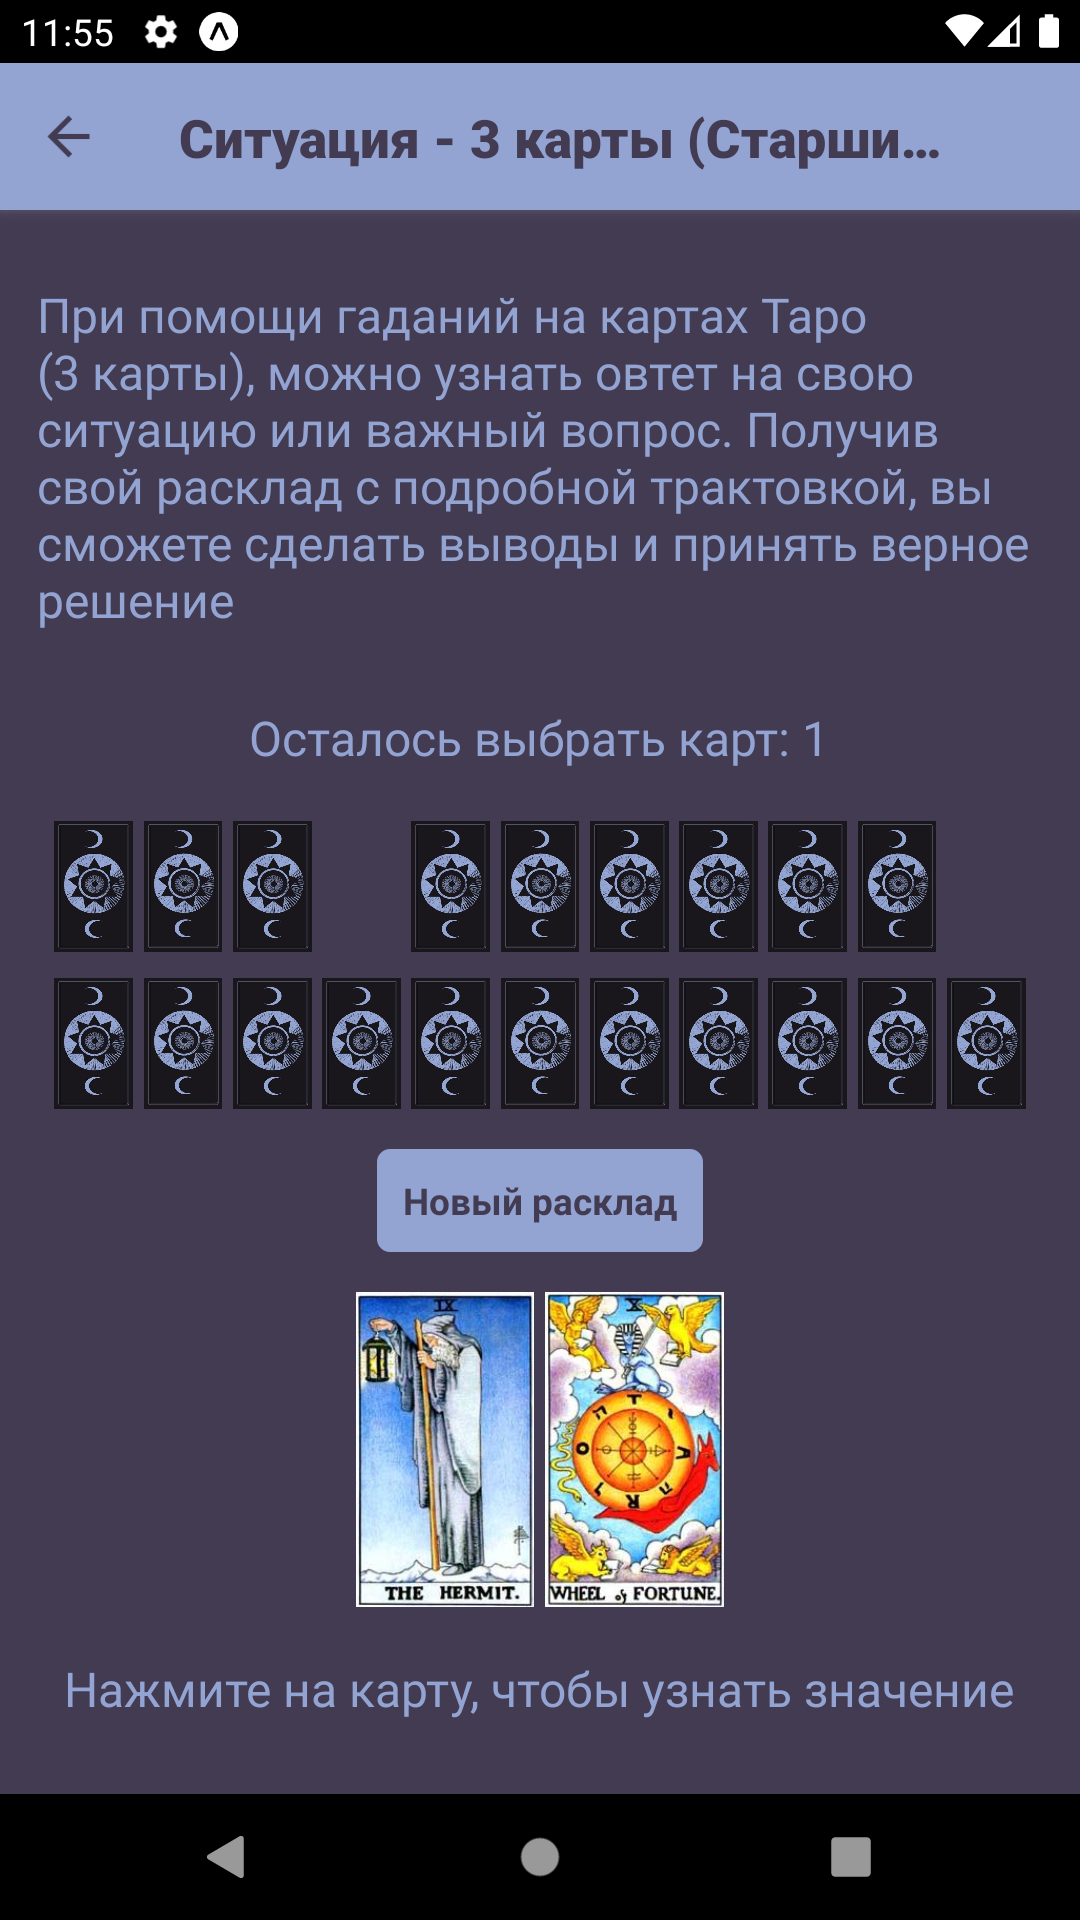 11:55
Ситуация - 3 карты (Старши...
При помощи гаданий на картах Таро
(3 карты), можно узнать овтет на свою
ситуацию или важный вопрос. Получив
свой расклад с подробной трактовкой, вы
сможете сделать выводы и принять верное
решение
Осталось выбрать карт: 1
Новый расклад
IX
X
THE HERMIT.
WHEEL of FORTUNE.
Нажмите на карту, чтобы узнать значение